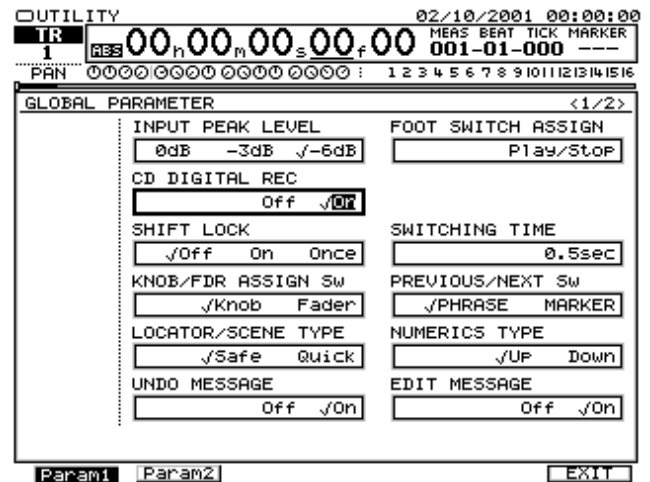 UTILITY 02/10/2001 00:00:00
TR 1 ABS 00h00m00s00f00 MEAS BEAT TICK MARKER
001-01-000 ---
PAN 1 2 3 4 5 6 7 8 9 10 11 12 13 14 15 16
GLOBAL PARAMETER <1/2>
INPUT PEAK LEVEL FOOT SWITCH ASSIGN
0dB -3dB √-6dB Play/Stop
CD DIGITAL REC
Off √On
SHIFT LOCK SWITCHING TIME
√Off On Once 0.5sec
KNOB/FDR ASSIGN Sw PREVIOUS/NEXT Sw
√Knob Fader √PHRASE MARKER
LOCATOR/SCENE TYPE NUMERICS TYPE
√Safe Quick √Up Down
UNDO MESSAGE EDIT MESSAGE
Off √On Off √On
Param1 Param2 EXIT